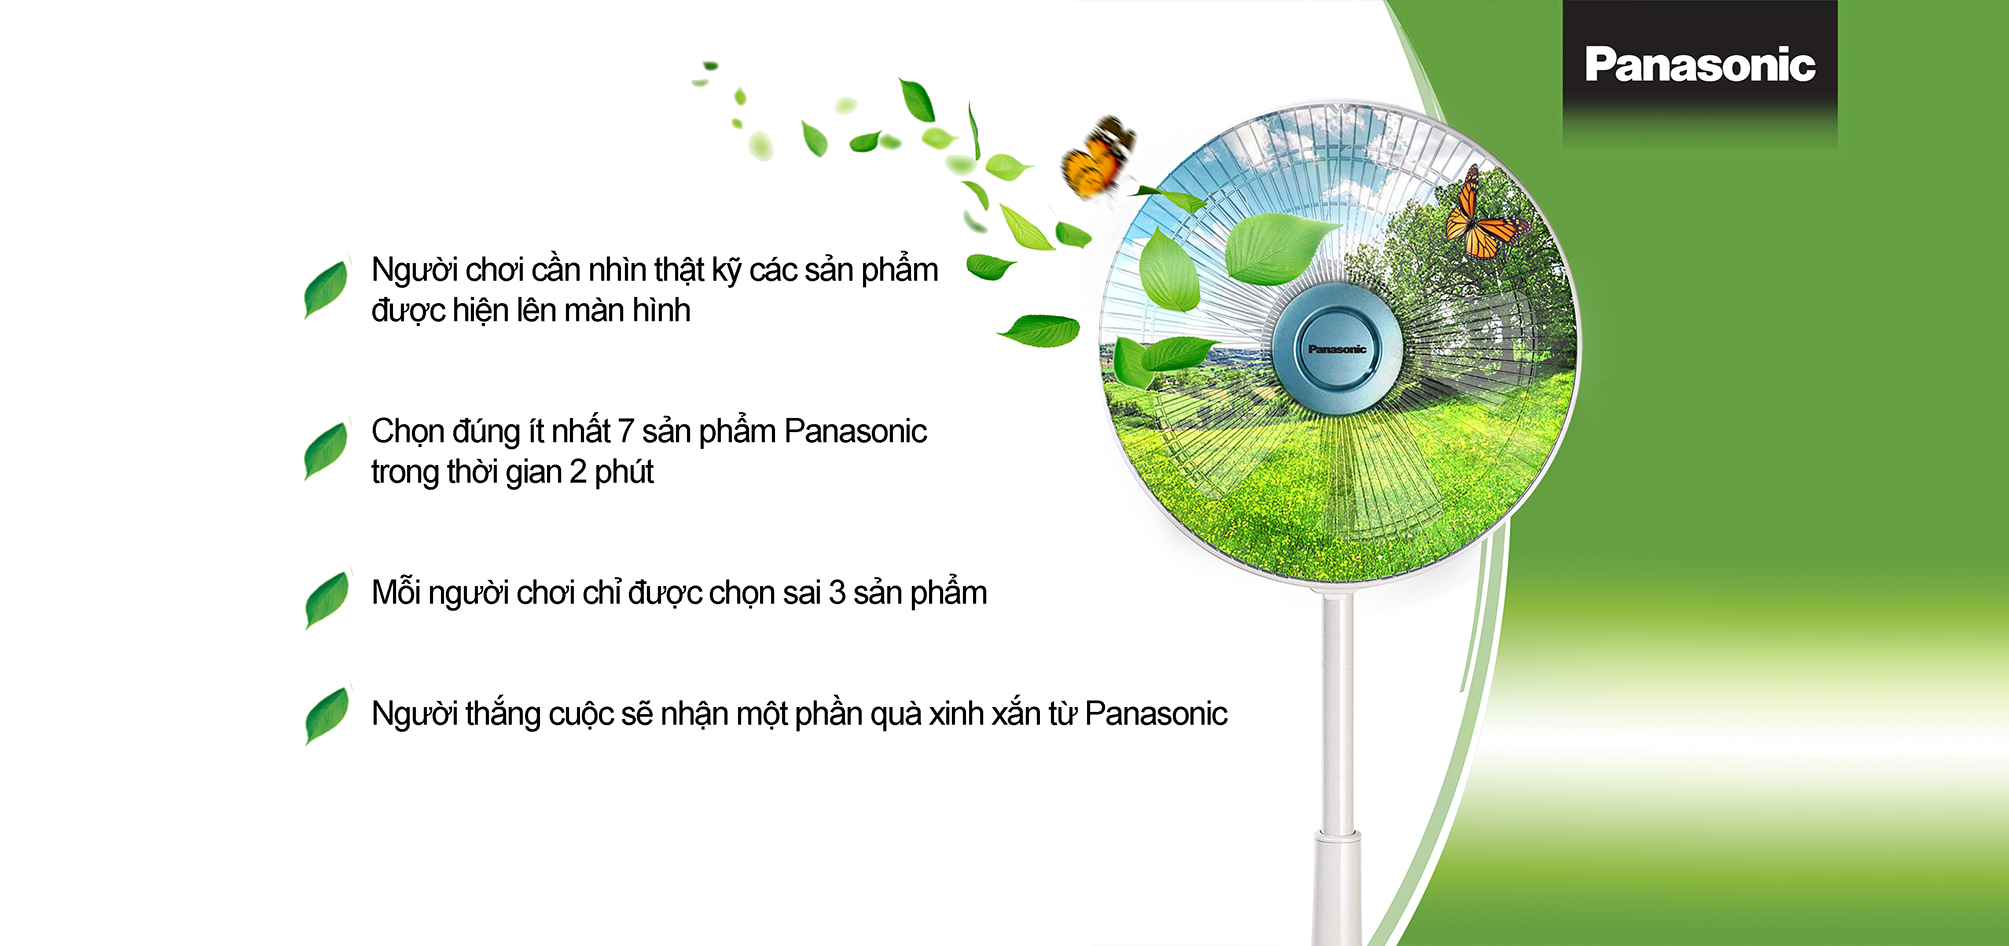 Panasonic
Người chơi cần nhìn thật kỹ các sản phẩm
được hiện lên màn hình
Panasonic
Chọn đúng ít nhất 7 sản phẩm Panasonic
trong thời gian 2 phút
Mỗi người chơi chỉ được chọn sai 3 sản phẩm
Người thắng cuộc sẽ nhận một phần quà xinh xắn từ Panasonic